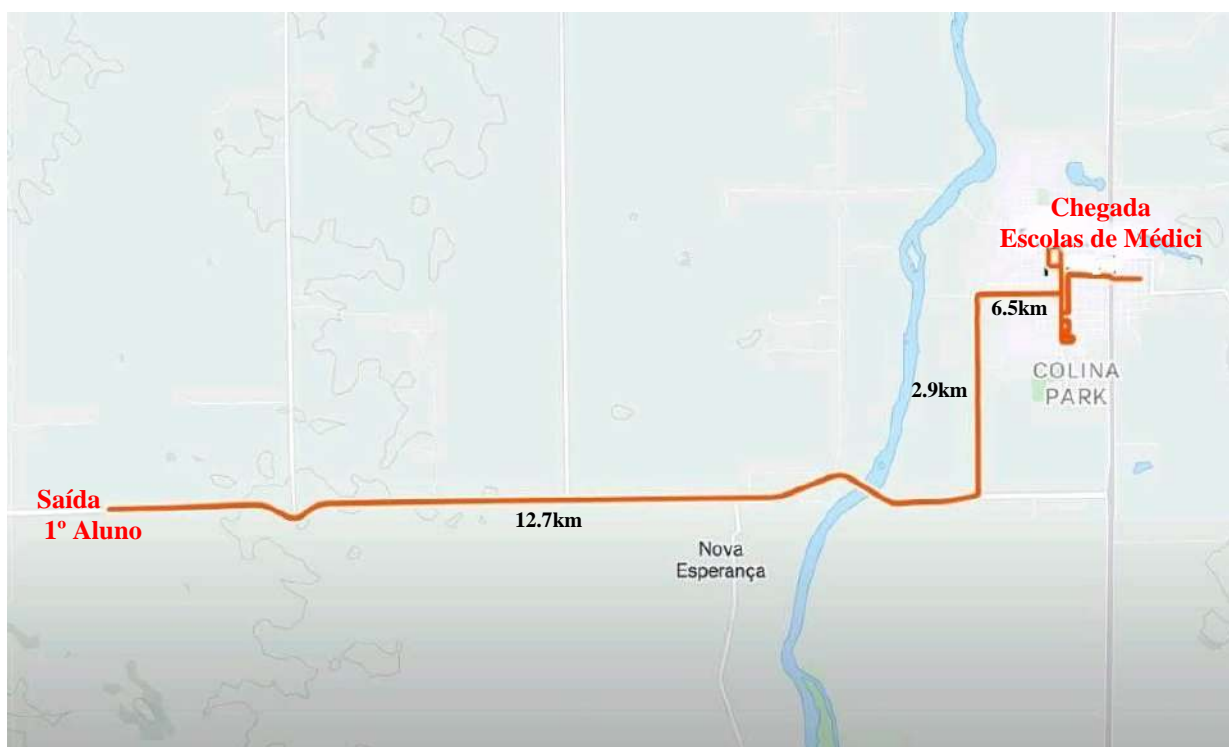 Chegada
Escolas de Médici
6.5km
COLINA
PARK
2.9km
Saída
1º Aluno
12.7km
Nova
Esperança